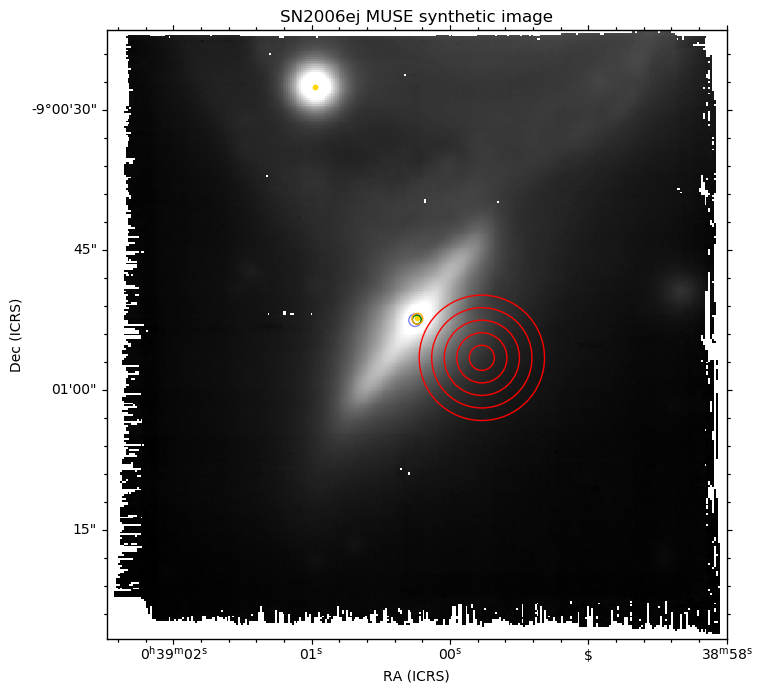 SN2006ej MUSE synthetic image
-9°00'30"
45"
01'00"
15"
Dec (ICRS)
0ʰ39ᵐ02ˢ 01ˢ 00ˢ $ 38ᵐ58ˢ
RA (ICRS)